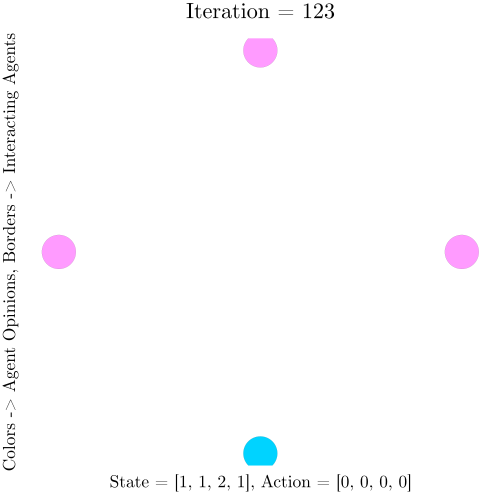 Iteration = 123
Colors -> Agent Opinions, Borders -> Interacting Agents
State = [1, 1, 2, 1], Action = [0, 0, 0, 0]